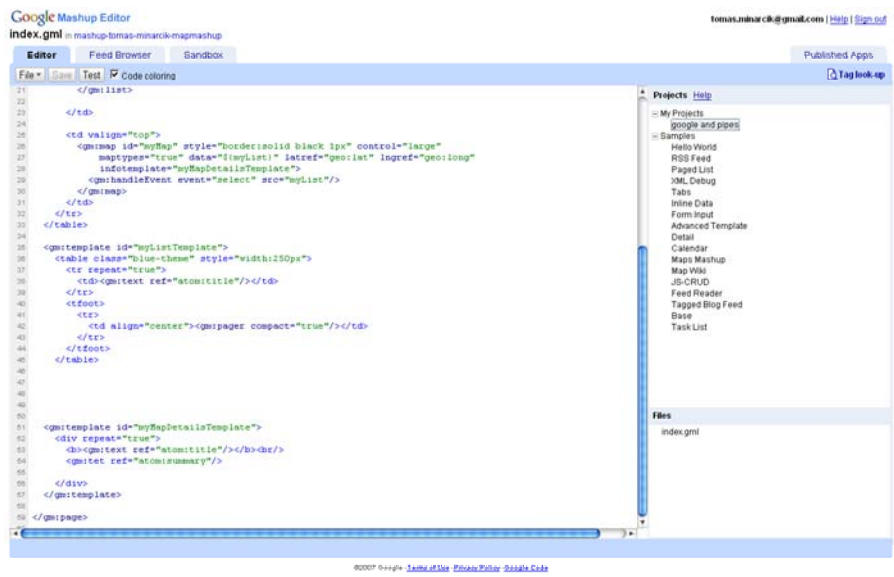 Google Mashup Editor
tomas.minarcik@gmail.com | Help | Sign out
index.gml in mashup-tomas-minarcik-mapmashup
Editor Feed Browser Sandbox Published Apps
File Save Test Code coloring Tag look-up
21 </gm:list>
22
23 </td>
24
25 <td valign="top">
26 <gm:map id="myMap" style="border:solid black 1px" control="large"
27 maptypes="true" data="${myList}" latref="geo:lat" lngref="geo:long"
28 infotemplate="myMapDetailsTemplate">
29 <gm:handleEvent event="select" src="myList"/>
30 </gm:map>
31 </td>
32 </tr>
33 </table>
34
35 <gm:template id="myListTemplate">
36 <table class="blue-theme" style="width:250px">
37 <tr repeat="true">
38 <td><gm:text ref="atom:title"/></td>
39 </tr>
40 <tfoot>
41 <tr>
42 <td align="center"><gm:pager compact="true"/></td>
43 </tr>
44 </tfoot>
45 </table>
46
47
48
49
50
51 <gm:template id="myMapDetailsTemplate">
52 <div repeat="true">
53 <b><gm:text ref="atom:title"/></b><br/>
54 <gm:tet ref="atom:summary"/>
55
56 </div>
57 </gm:template>
58
59 </gm:page>
Projects Help
My Projects
google and pipes
Samples
Hello World
RSS Feed
Paged List
XML Debug
Tabs
Inline Data
Form Input
Advanced Template
Detail
Calendar
Maps Mashup
Map Wiki
JS-CRUD
Feed Reader
Tagged Blog Feed
Base
Task List
Files
index.gml
©2007 Google - Terms of Use - Privacy Policy - Google Code